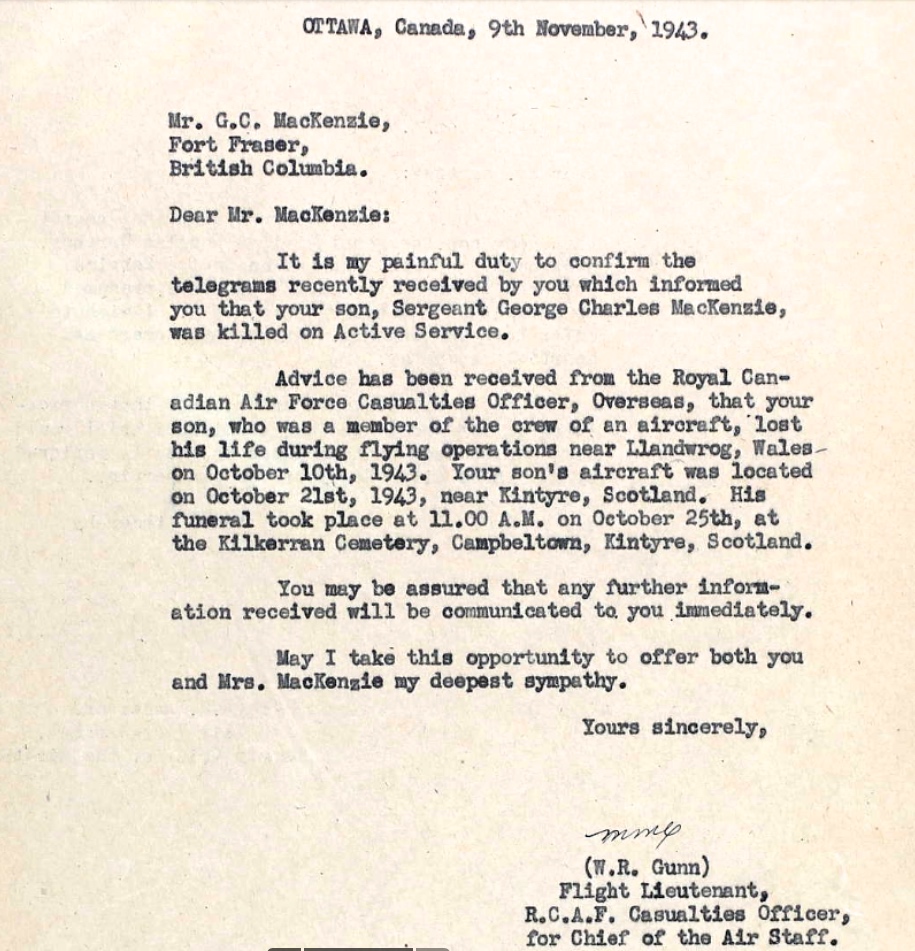 OTTAWA, Canada, 9th November, 1943.
Mr. G.C. MacKenzie,
Fort Fraser,
British Columbia.
Dear Mr. MacKenzie:
It is my painful duty to confirm the
telegrams recently received by you which informed
you that your son, Sergeant George Charles MacKenzie,
was killed on Active Service.
Advice has been received from the Royal Can-
adian Air Force Casualties Officer, Overseas, that your
son, who was a member of the crew of an aircraft, lost
his life during flying operations near Llandwrog, Wales
on October 10th, 1943. Your son's aircraft was located
on October 21st, 1943, near Kintyre, Scotland. His
funeral took place at 11.00 A.M. on October 25th, at
the Kilkerran Cemetery, Campbeltown, Kintyre, Scotland.
You may be assured that any further inform-
ation received will be communicated to you immediately.
May I take this opportunity to offer both you
and Mrs. MacKenzie my deepest sympathy.
Yours sincerely,
(W.R. Gunn)
Flight Lieutenant,
R.C.A.F. Casualties Officer,
for Chief of the Air Staff.